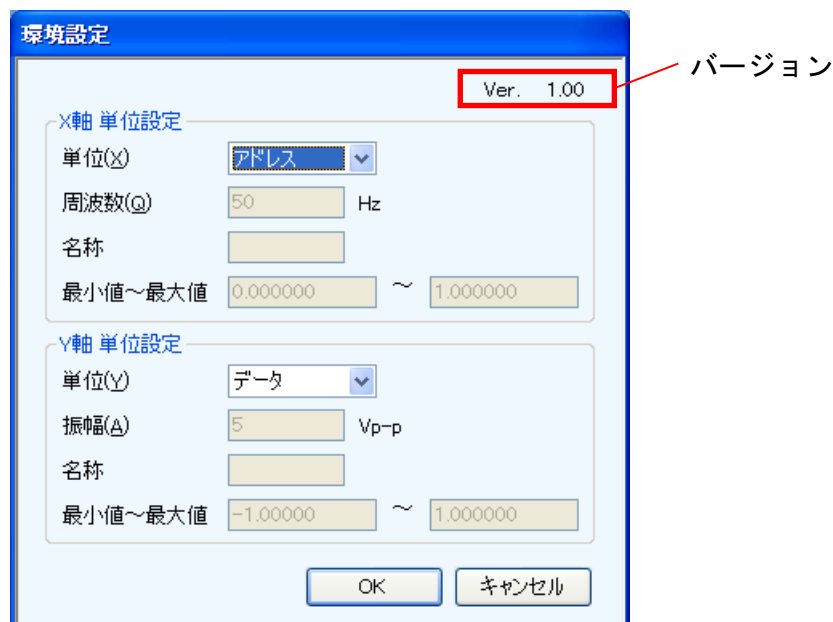 環境設定
バージョン
Ver. 1.00
X軸 単位設定
単位(X) アドレス
周波数(Q) 50 Hz
名称
最小値～最大値 0.000000 ～ 1.000000
Y軸 単位設定
単位(Y) データ
振幅(A) 5 Vp-p
名称
最小値～最大値 -1.00000 ～ 1.000000
OK キャンセル